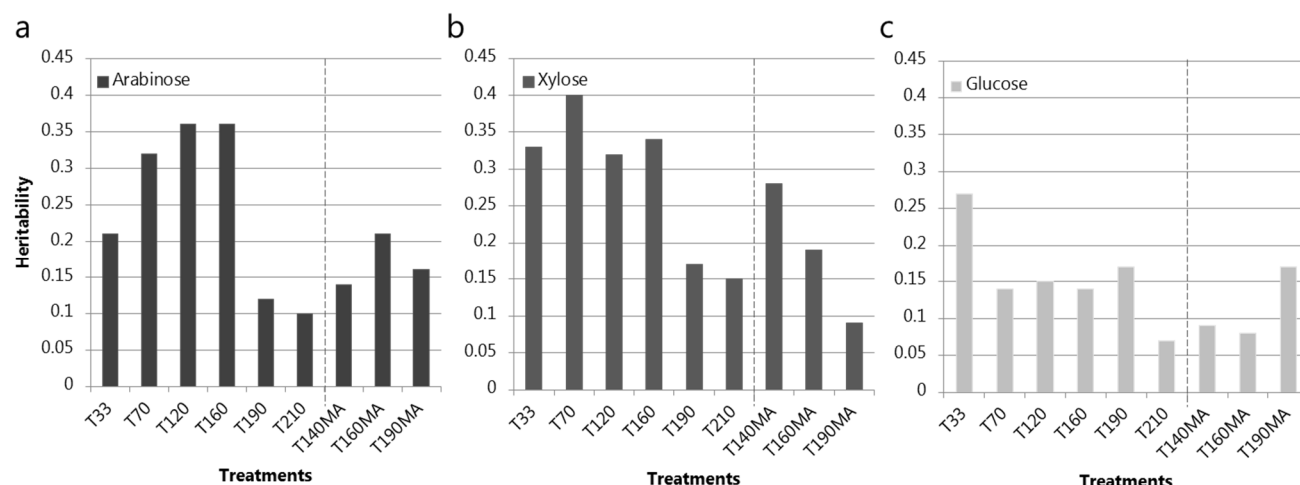 a
0.45
0.4
0.35
0.3
0.25
0.2
0.15
0.1
0.05
0
Heritability
Arabinose
T33
T70
T120
T160
T190
T210
T140MA
T160MA
T190MA
Treatments
b
0.45
0.4
0.35
0.3
0.25
0.2
0.15
0.1
0.05
0
Xylose
T33
T70
T120
T160
T190
T210
T140MA
T160MA
T190MA
Treatments
c
0.45
0.4
0.35
0.3
0.25
0.2
0.15
0.1
0.05
0
Glucose
T33
T70
T120
T160
T190
T210
T140MA
T160MA
T190MA
Treatments